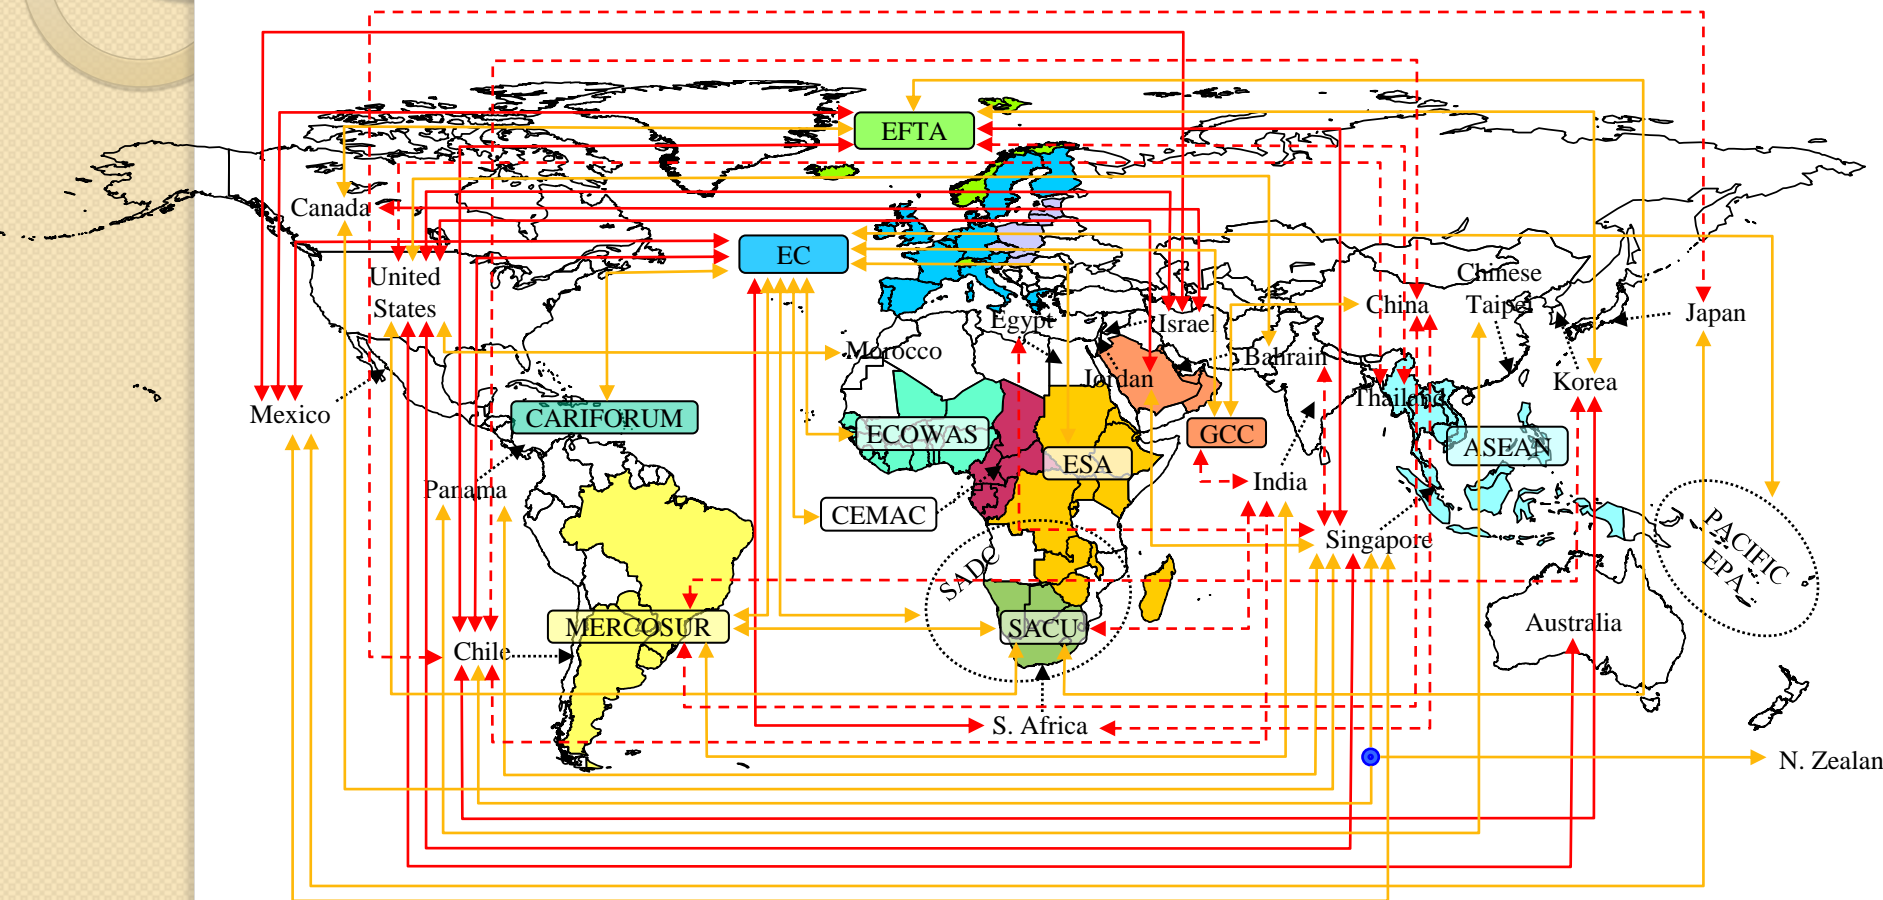 EFTA
Canada
EC
United
States
Chinese
Taipei
China
Japan
Egypt
Israel
Morocco
Bahrain
Jordan
Korea
Thailand
Mexico
CARIFORUM
ECOWAS
GCC
ASEAN
ESA
India
Panama
CEMAC
Singapore
PACIFIC
EPA
SADC
MERCOSUR
SACU
Australia
Chile
S. Africa
N. Zealan